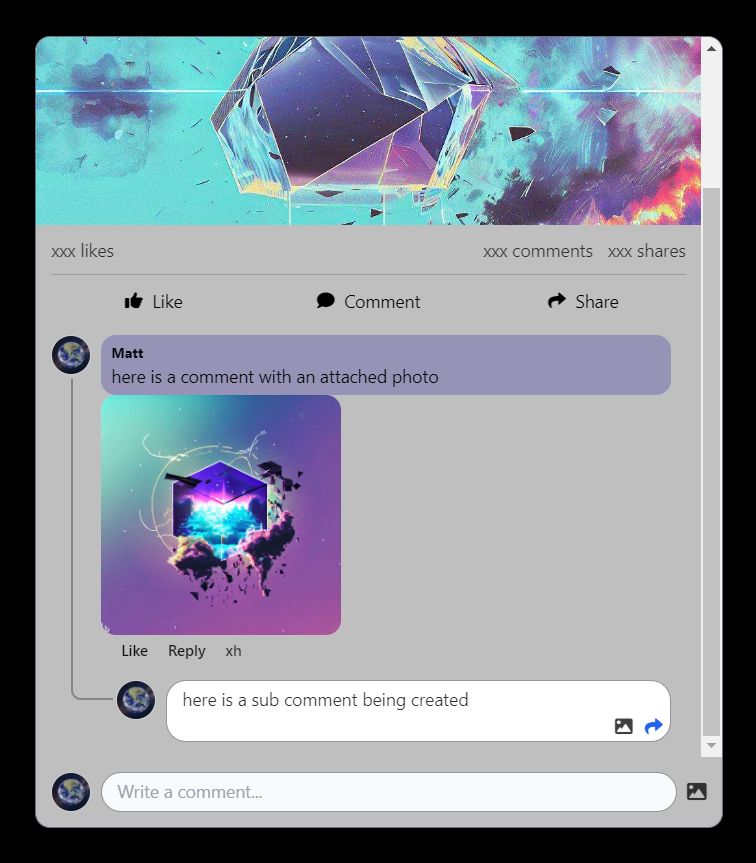 xxx likes xxx comments xxx shares
Like Comment Share
Matt
here is a comment with an attached photo
Like Reply xh
here is a sub comment being created
Write a comment...